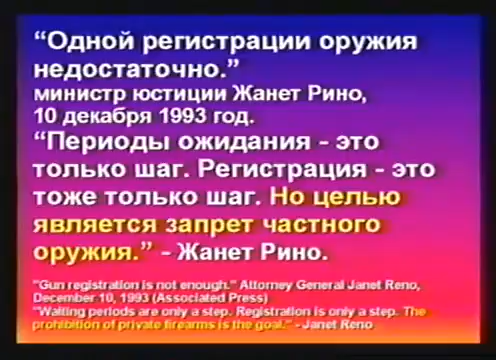 “Одной регистрации оружия
недостаточно.”
министр юстиции Жанет Рино,
10 декабря 1993 год.
“Периоды ожидания - это
только шаг. Регистрация - это
тоже только шаг. Но целью
является запрет частного
оружия.” - Жанет Рино.
"Gun registration is not enough." Attorney General Janet Reno,
December 10, 1993 (Associated Press)
"Waiting periods are only a step. Registration is only a step. The
prohibition of private firearms is the goal." - Janet Reno